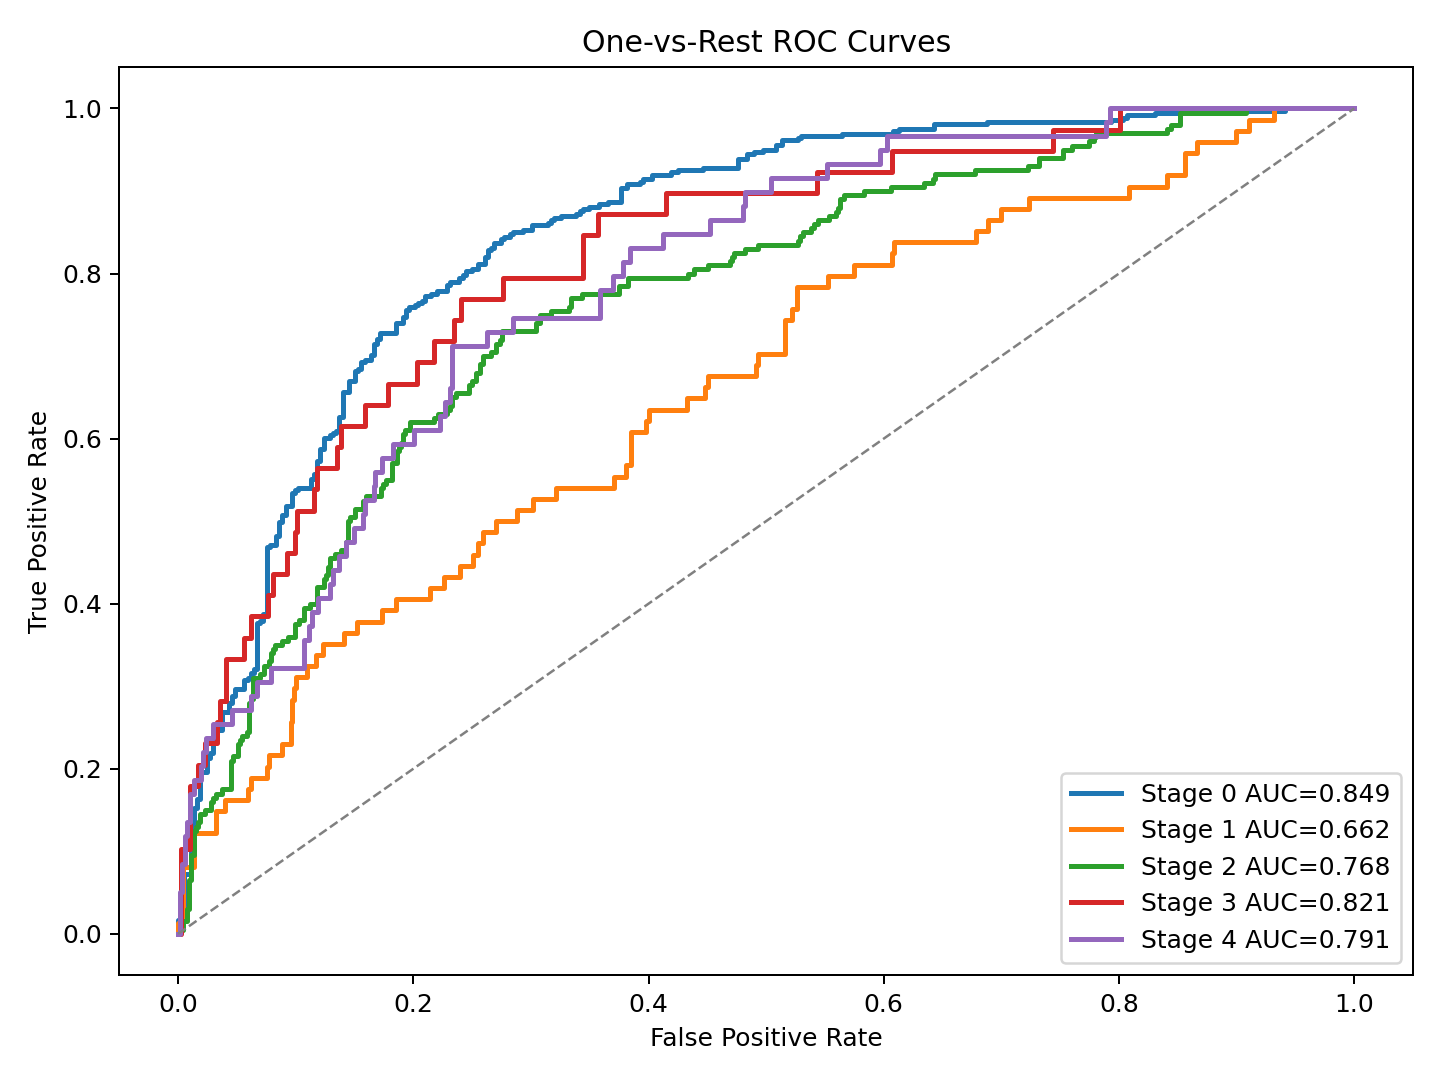 One-vs-Rest ROC Curves
True Positive Rate
1.0
0.8
0.6
0.4
0.2
0.0
0.0 0.2 0.4 0.6 0.8 1.0
False Positive Rate
Stage 0 AUC=0.849
Stage 1 AUC=0.662
Stage 2 AUC=0.768
Stage 3 AUC=0.821
Stage 4 AUC=0.791